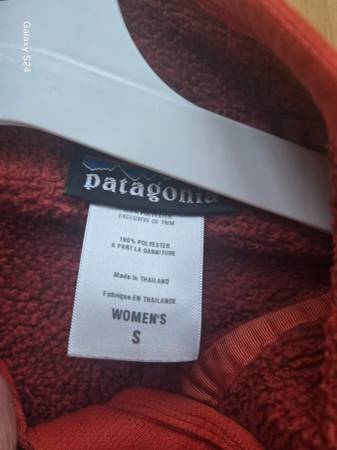 Galaxy S24
patagonia
EXCLUSIVE OF TRIM
100% POLYESTER
A PART LA GARNITURE
Made in THAILAND
Fabriqué EN THAILANDE
WOMEN'S
S